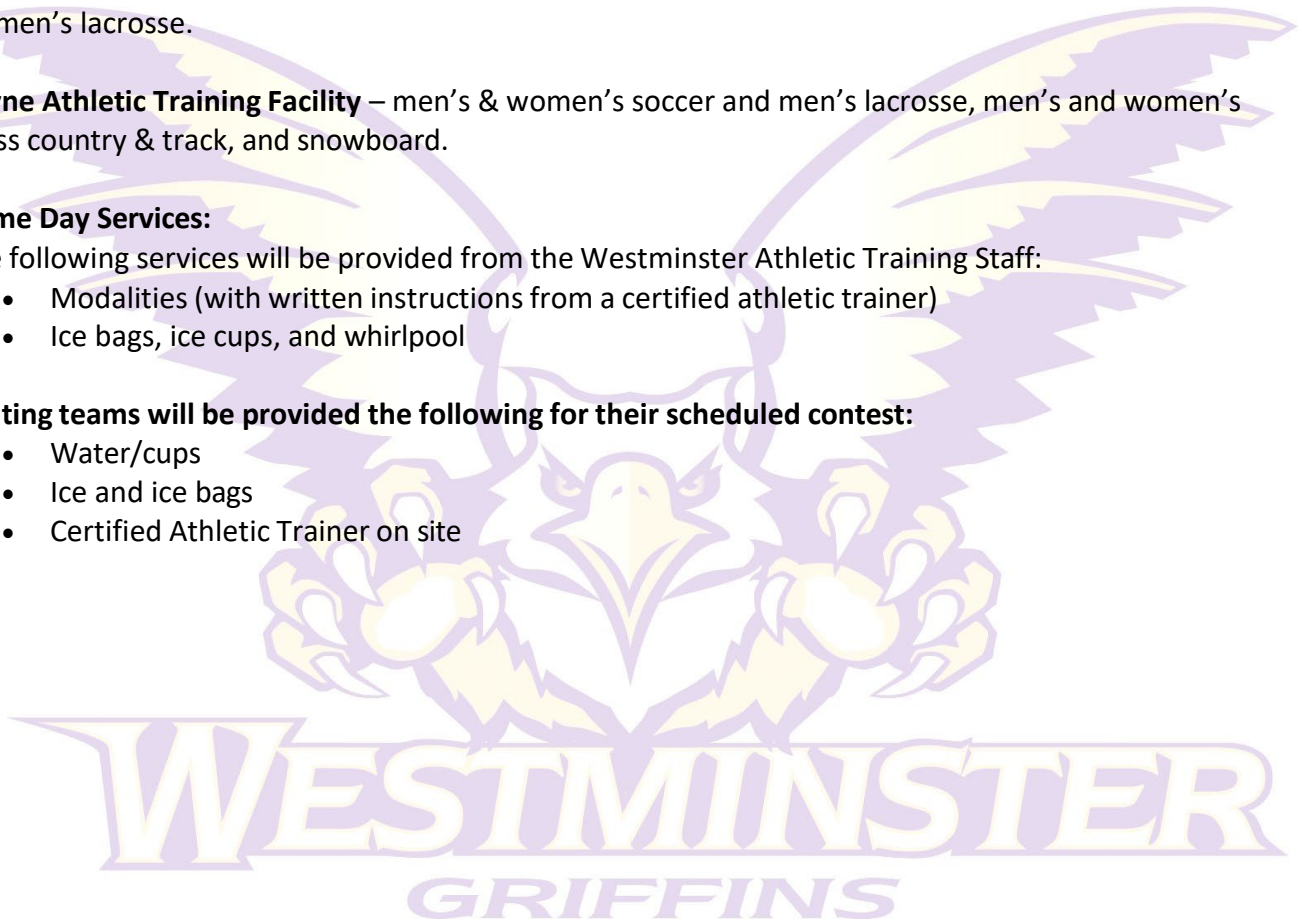 men's lacrosse.
ne Athletic Training Facility – men's & women's soccer and men's lacrosse, men's and women's
ss country & track, and snowboard.
me Day Services:
e following services will be provided from the Westminster Athletic Training Staff:
• Modalities (with written instructions from a certified athletic trainer)
• Ice bags, ice cups, and whirlpool
ting teams will be provided the following for their scheduled contest:
• Water/cups
• Ice and ice bags
• Certified Athletic Trainer on site
WESTMINSTER
GRIFFINS